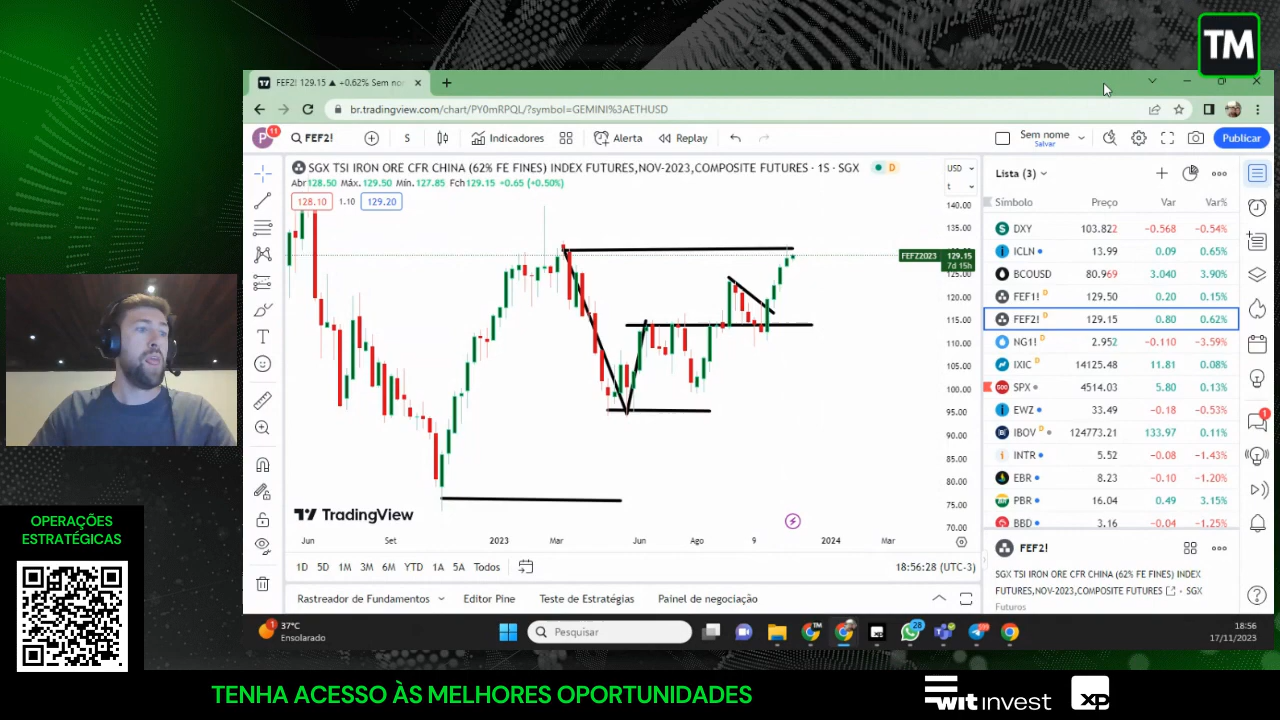 TM
FEF2! 129.15 ▲ +0.62% Sem no
br.tradingview.com/chart/PY0mRPQL/?symbol=GEMINI%3AETHUSD
P 11
FEF2!
S
Indicadores
Alerta
Replay
Sem nome
Salvar
Publicar
SGX TSI IRON ORE CFR CHINA (62% FE FINES) INDEX FUTURES,NOV-2023,COMPOSITE FUTURES · 1S · SGX
D
USD
t
Abr128.50 Máx.129.50 Mín.127.85 Fch129.15 +0.65 (+0.50%)
128.10 1.10 129.20
140.00
135.00
FEFZ2023 129.15
7d 15h
125.00
120.00
115.00
110.00
105.00
100.00
95.00
90.00
85.00
80.00
75.00
70.00
TradingView
Jun Set 2023 Mar Jun Ago 9 2024 Mar
1D 5D 1M 3M 6M YTD 1A 5A Todos
18:56:28 (UTC-3)
Rastreador de Fundamentos
Editor Pine
Teste de Estratégias
Painel de negociação
Lista (3)
Símbolo Preço Var Var%
DXY 103.822 −0.568 −0.54%
ICLN 13.99 0.09 0.65%
BCOUSD 80.969 3.040 3.90%
FEF1! D 129.50 0.20 0.15%
FEF2! D 129.15 0.80 0.62%
NG1! D 2.952 −0.110 −3.59%
IXIC D 14125.48 11.81 0.08%
SPX 4514.03 5.80 0.13%
EWZ 33.49 −0.18 −0.53%
IBOV D 124773.21 133.97 0.11%
INTR 5.52 −0.08 −1.43%
EBR 8.23 −0.10 −1.20%
PBR 16.04 0.49 3.15%
BBD 3.16 −0.04 −1.25%
FEF2!
SGX TSI IRON ORE CFR CHINA (62% FE FINES) INDEX
FUTURES,NOV-2023,COMPOSITE FUTURES • SGX
Futuros
1
37°C
Ensolarado
Pesquisar
28
18:56
17/11/2023
OPERAÇÕES
ESTRATÉGICAS
TENHA ACESSO ÀS MELHORES OPORTUNIDADES
wit invest
xp